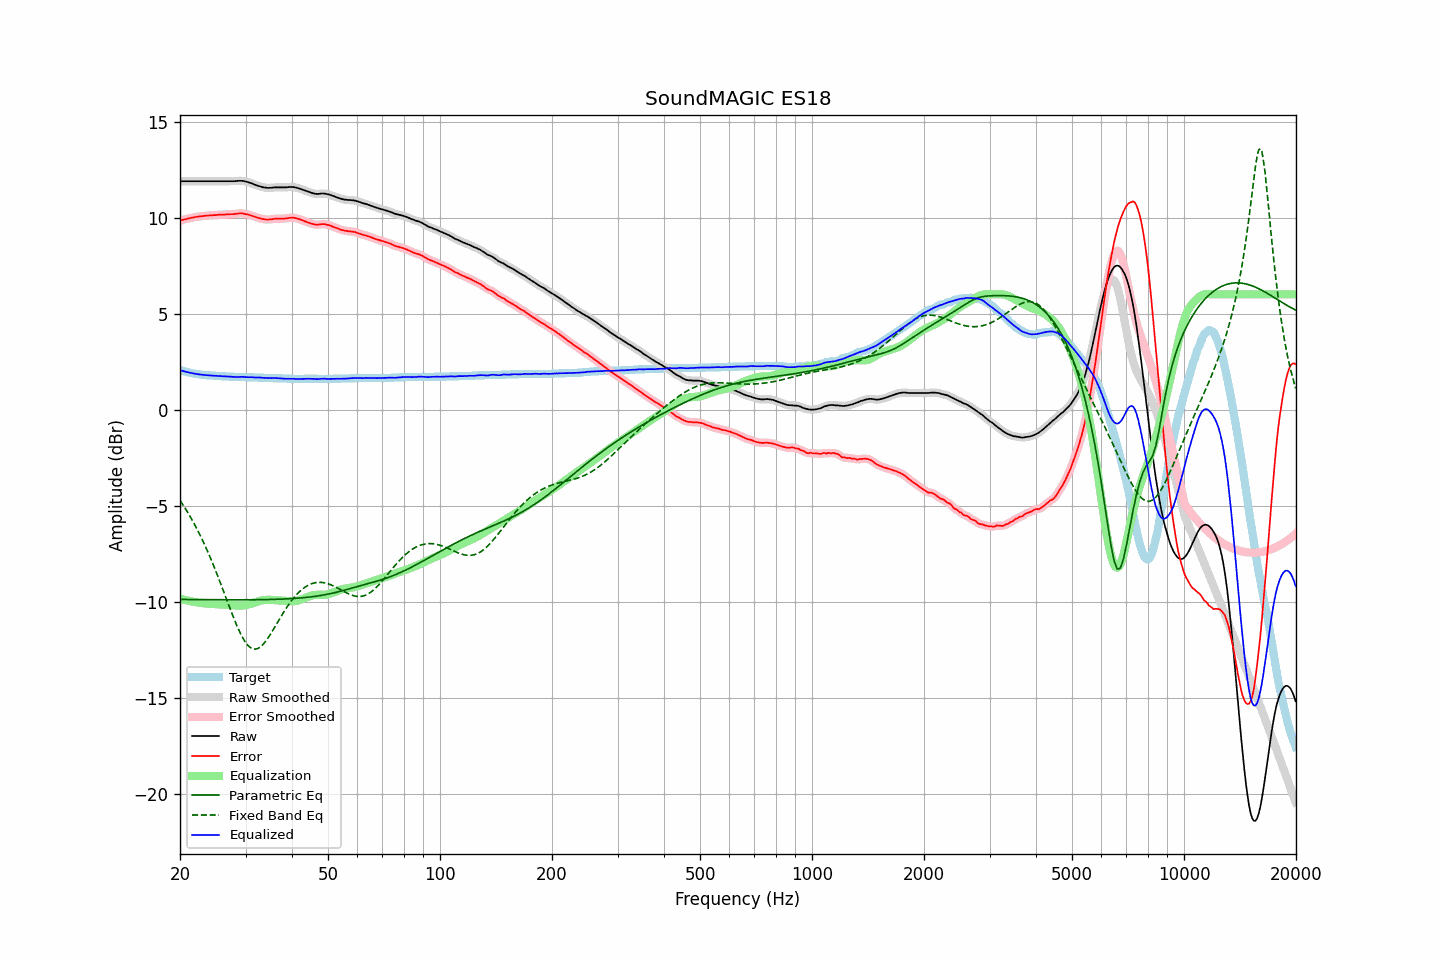 SoundMAGIC ES18
15
10
5
0
−5
−10
−15
−20
Amplitude (dBr)
Target
Raw Smoothed
Error Smoothed
Raw
Error
Equalization
Parametric Eq
Fixed Band Eq
Equalized
20 50 100 200 500 1000 2000 5000 10000 20000
Frequency (Hz)